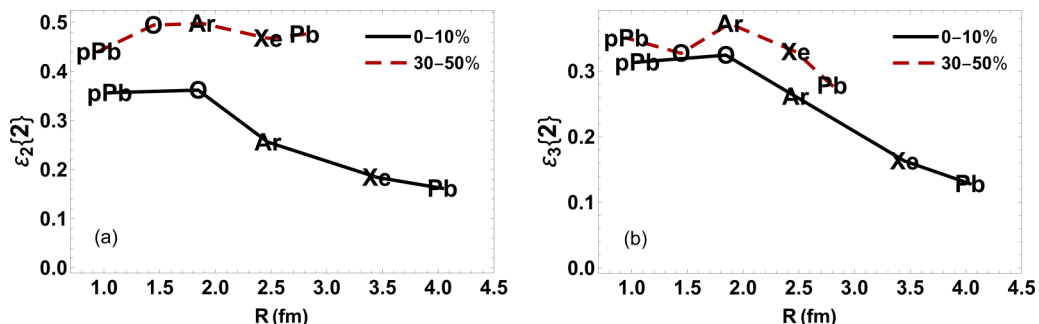 ε₂{2}
0.5
0.4
0.3
0.2
0.1
0.0
pPb
O
Ar
Xe
Pb
pPb
O
Ar
Xe
Pb
0–10%
30–50%
(a)
1.0 1.5 2.0 2.5 3.0 3.5 4.0 4.5
R (fm)
ε₃{2}
0.3
0.2
0.1
0.0
pPb
O
Ar
Xe
Pb
pPb
O
Ar
Xe
Pb
0–10%
30–50%
(b)
1.0 1.5 2.0 2.5 3.0 3.5 4.0 4.5
R (fm)